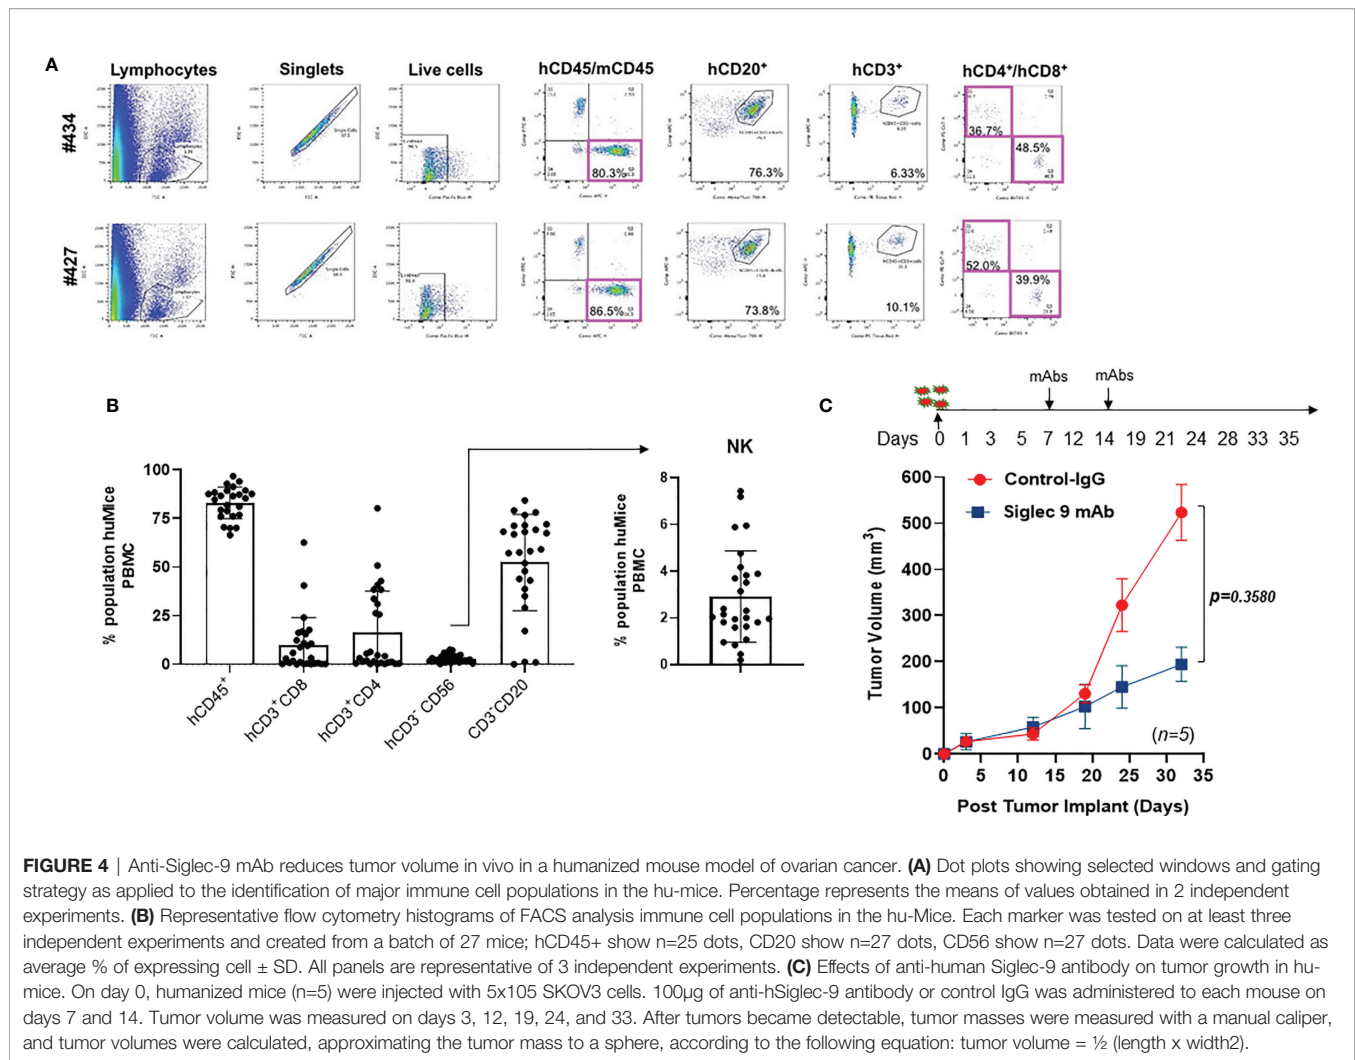 A
Lymphocytes Singlets Live cells hCD45/mCD45 hCD20⁺ hCD3⁺ hCD4⁺/hCD8⁺
#434
80.3% 76.3% 6.33% 36.7% 48.5%
#427
86.5% 73.8% 10.1% 52.0% 39.9%
B
% population huMice
PBMC
100
75
50
25
0
hCD45⁺
hCD3⁺CD8
hCD3⁺CD4
hCD3⁻CD56
CD3⁻CD20
NK
% population huMice
PBMC
8
6
4
2
0
C
mAbs mAbs
Days 0 1 3 5 7 12 14 19 21 24 28 33 35
600
500
400
300
200
100
0
Tumor Volume (mm³)
Control-IgG
Siglec 9 mAb
p=0.3580
(n=5)
0 5 10 15 20 25 30 35
Post Tumor Implant (Days)
FIGURE 4 | Anti-Siglec-9 mAb reduces tumor volume in vivo in a humanized mouse model of ovarian cancer. (A) Dot plots showing selected windows and gating
strategy as applied to the identification of major immune cell populations in the hu-mice. Percentage represents the means of values obtained in 2 independent
experiments. (B) Representative flow cytometry histograms of FACS analysis immune cell populations in the hu-Mice. Each marker was tested on at least three
independent experiments and created from a batch of 27 mice; hCD45+ show n=25 dots, CD20 show n=27 dots, CD56 show n=27 dots. Data were calculated as
average % of expressing cell ± SD. All panels are representative of 3 independent experiments. (C) Effects of anti-human Siglec-9 antibody on tumor growth in hu-
mice. On day 0, humanized mice (n=5) were injected with 5x105 SKOV3 cells. 100µg of anti-hSiglec-9 antibody or control IgG was administered to each mouse on
days 7 and 14. Tumor volume was measured on days 3, 12, 19, 24, and 33. After tumors became detectable, tumor masses were measured with a manual caliper,
and tumor volumes were calculated, approximating the tumor mass to a sphere, according to the following equation: tumor volume = ½ (length x width2).